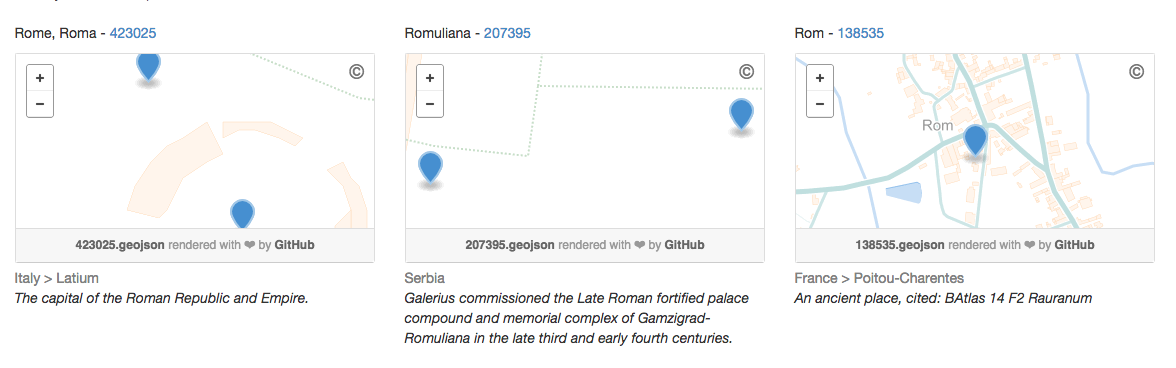 Rome, Roma - 423025
+
−
©
423025.geojson rendered with ❤ by GitHub
Italy > Latium
The capital of the Roman Republic and Empire.
Romuliana - 207395
+
−
©
207395.geojson rendered with ❤ by GitHub
Serbia
Galerius commissioned the Late Roman fortified palace
compound and memorial complex of Gamzigrad-
Romuliana in the late third and early fourth centuries.
Rom - 138535
+
−
©
Rom
138535.geojson rendered with ❤ by GitHub
France > Poitou-Charentes
An ancient place, cited: BAtlas 14 F2 Rauranum